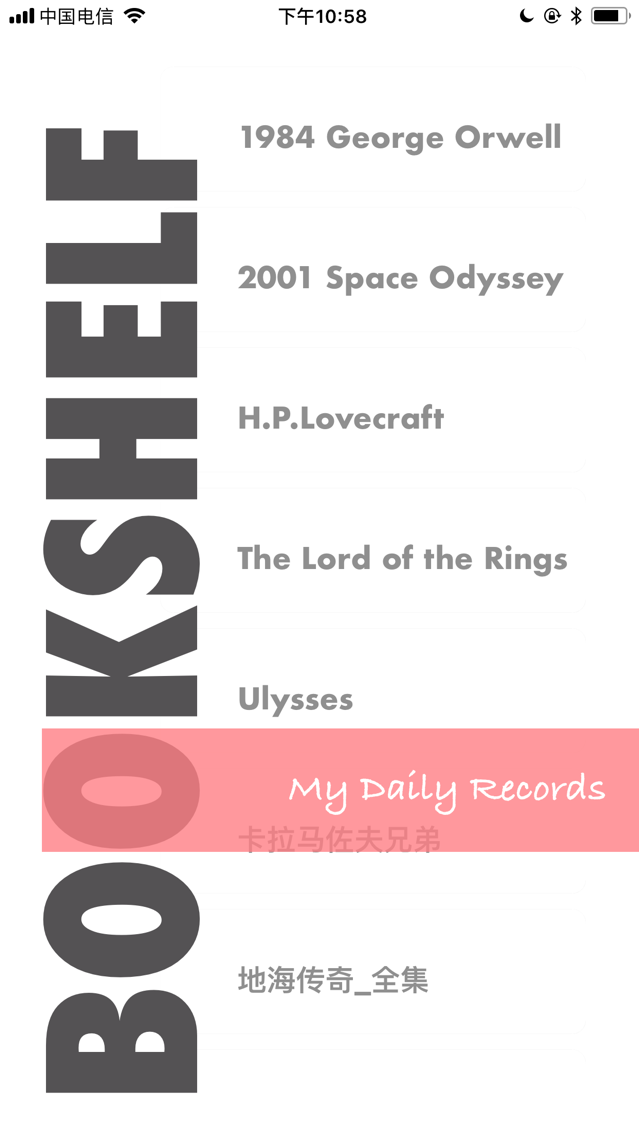 中国电信
下午10:58
BOOKSHELF
1984 George Orwell
2001 Space Odyssey
H.P.Lovecraft
The Lord of the Rings
Ulysses
My Daily Records
卡拉马佐夫兄弟
地海传奇_全集